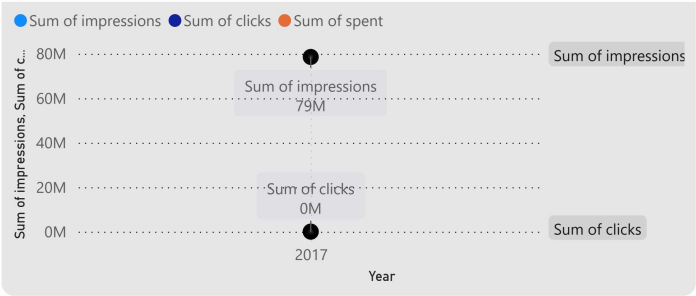 Sum of impressions Sum of clicks Sum of spent
Sum of impressions, Sum of c...
80M
60M
40M
20M
0M
Sum of impressions
79M
Sum of clicks
0M
Sum of impressions
Sum of clicks
2017
Year